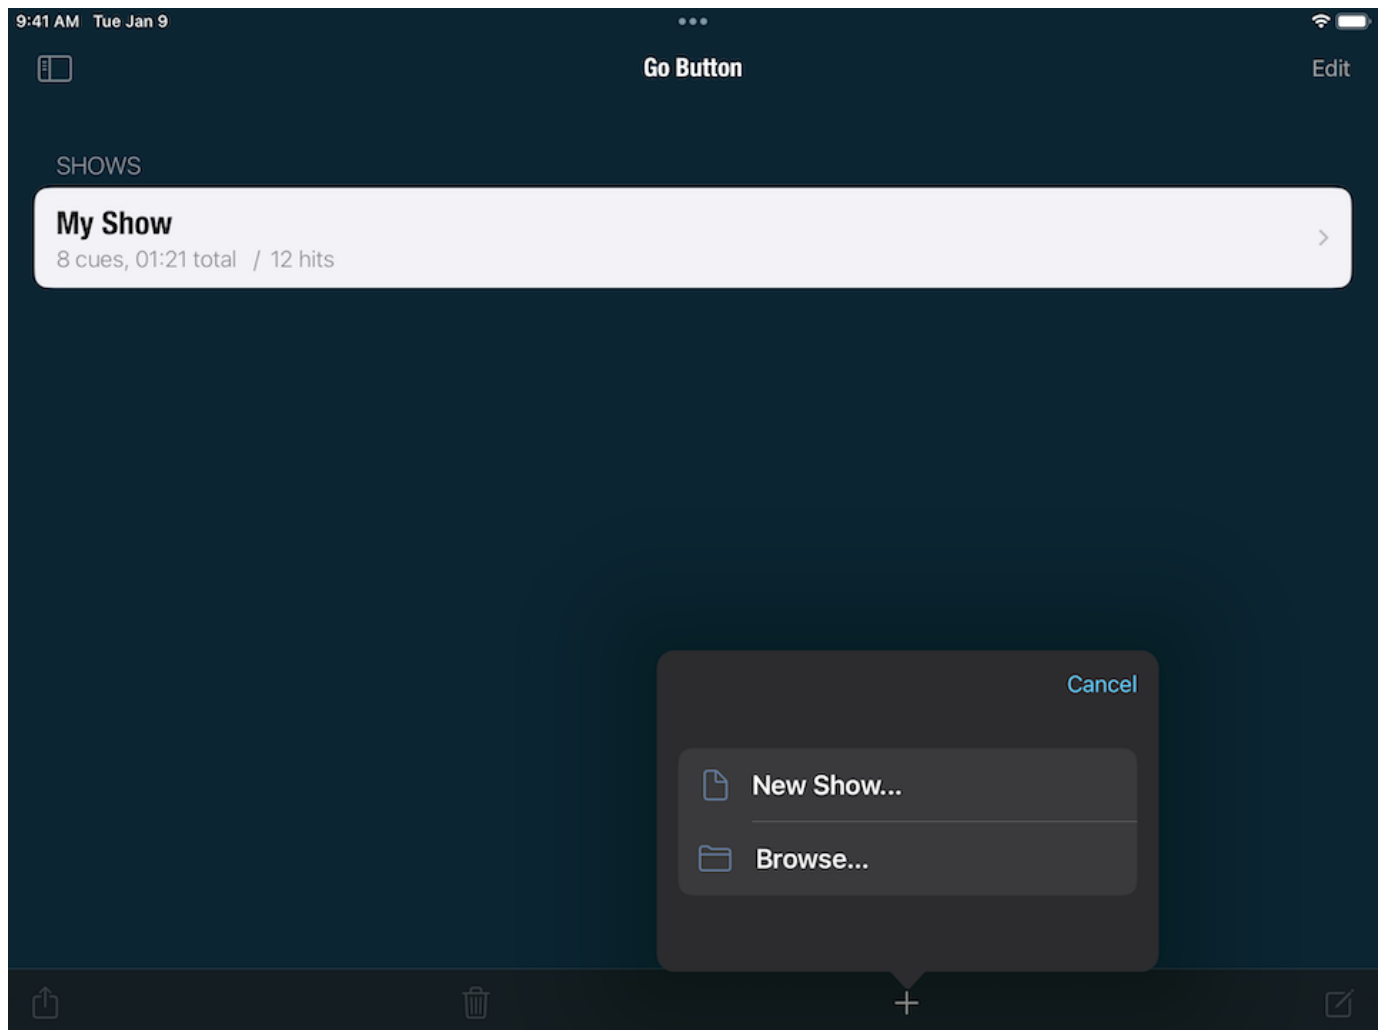 9:41 AM Tue Jan 9
Go Button
Edit
SHOWS
My Show
8 cues, 01:21 total / 12 hits
Cancel
New Show...
Browse...